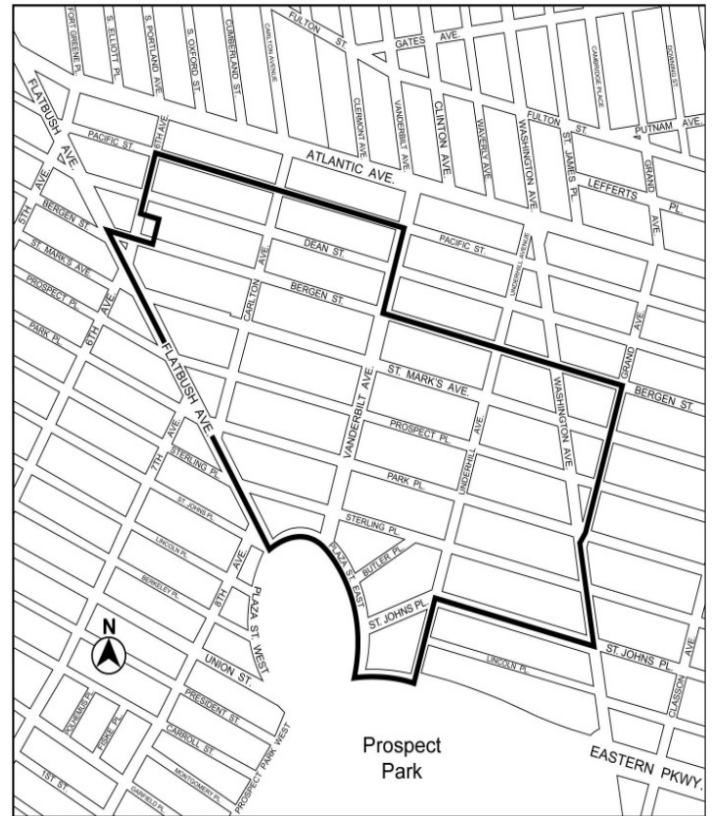 FORT GREENE PL.
S. ELLIOTT PL.
S. PORTLAND AVE.
S. OXFORD ST.
CUMBERLAND ST.
CARLTON AVENUE
FULTON ST.
GATES AVE.
CLERMONT AVE.
VANDERBILT AVE.
CLINTON AVE.
WAVERLY AVE.
WASHINGTON AVE.
CAMBRIDGE PLACE
DOWNING ST.
FULTON ST.
PUTNAM AVE.
ST. JAMES PL.
GRAND AVE.
LEFFERTS PL.
FLATBUSH AVE.
PACIFIC ST.
6TH AVE.
ATLANTIC AVE.
5TH AVE.
BERGEN ST.
ST. MARK'S AVE.
PROSPECT PL.
PARK PL.
6TH AVE.
DEAN ST.
PACIFIC ST.
UNDERHILL AVENUE
CARLTON AVE.
BERGEN ST.
GRAND AVE
BERGEN ST.
FLATBUSH AVE.
VANDERBILT AVE.
ST. MARK'S AVE.
WASHINGTON AVE.
PROSPECT PL.
UNDERHILL AVE.
PARK PL.
7TH AVE.
STERLING PL.
ST. JOHNS PL.
LINCOLN PL.
BERKELEY PL.
8TH AVE.
STERLING PL.
BUTLER PL.
PLAZA ST. EAST
ST. JOHNS PL.
PLAZA ST. WEST
LINCOLN PL.
ST. JOHNS PL.
CLASSON AVE
N
UNION ST.
PRESIDENT ST.
CARROLL ST.
MONTGOMERY PL.
GARFIELD PL.
PROSPECT PARK WEST
POLHEMUS PL.
FISKE PL.
1ST ST.
Prospect
Park
EASTERN PKWY.